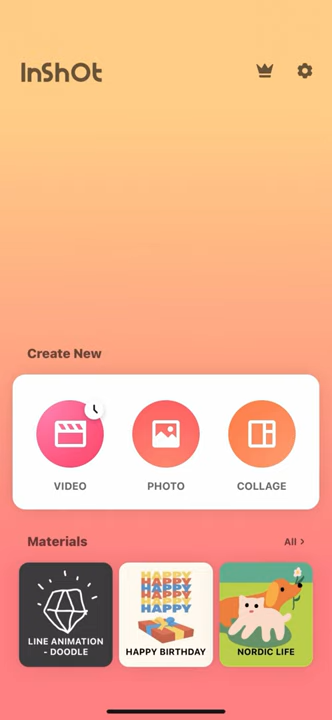 InShOt
Create New
VIDEO
PHOTO
COLLAGE
Materials
All >
LINE ANIMATION
- DOODLE
HAPPY
HAPPY
HAPPY
HAPPY
HAPPY BIRTHDAY
NORDIC LIFE